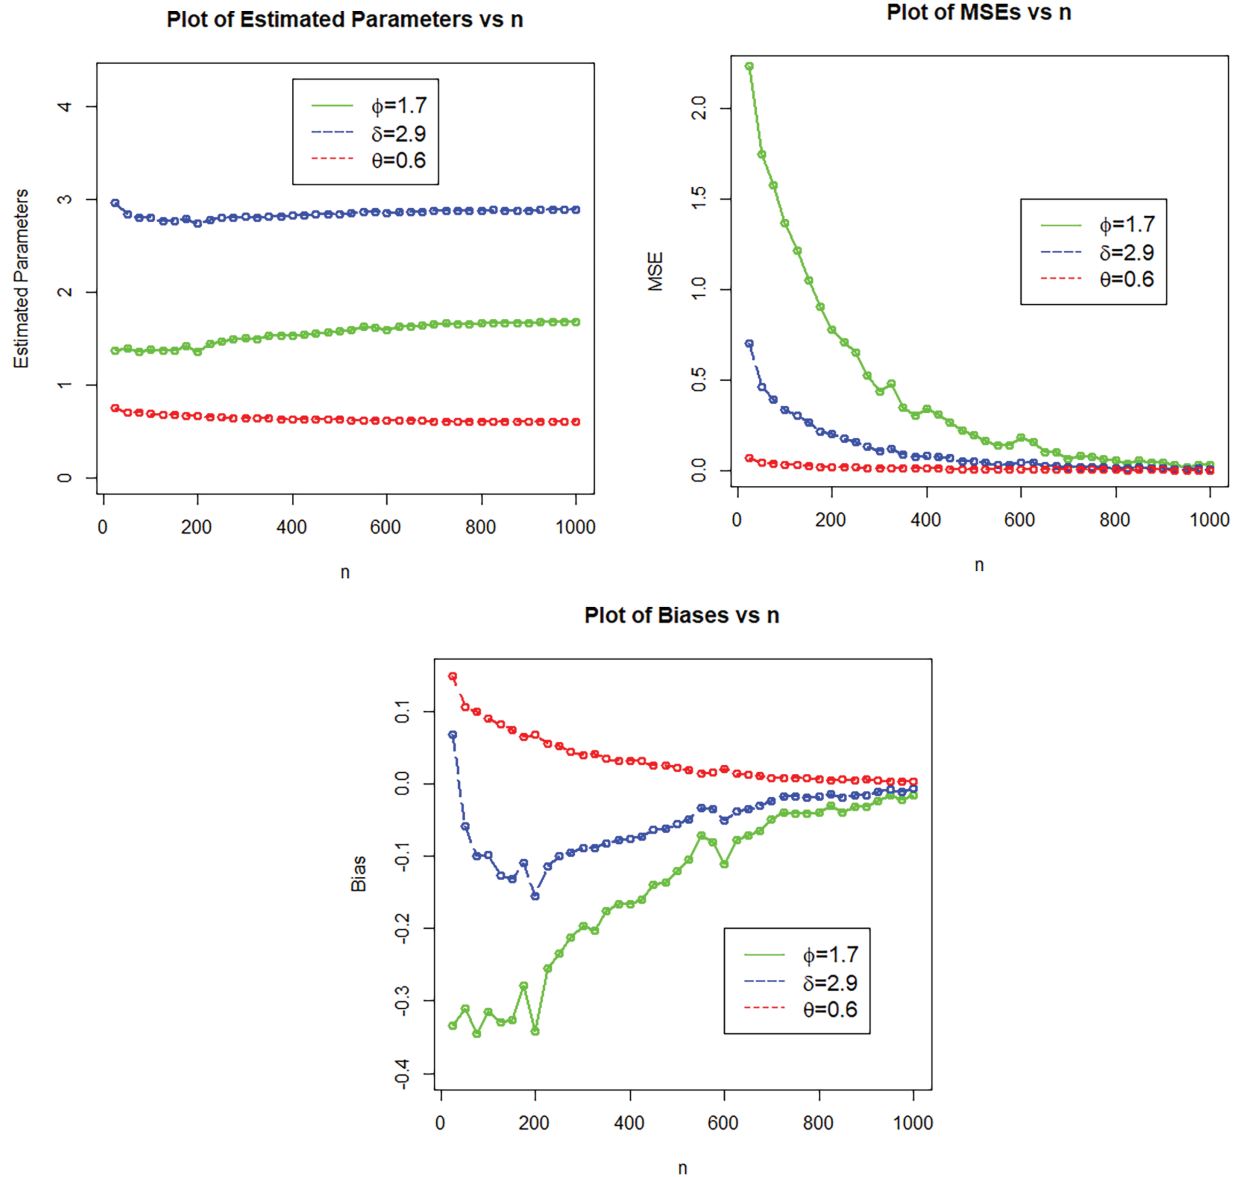 Plot of Estimated Parameters vs n
Estimated Parameters
4
3
2
1
0
ϕ=1.7
δ=2.9
θ=0.6
0 200 400 600 800 1000
n
Plot of MSEs vs n
MSE
2.0
1.5
1.0
0.5
0.0
ϕ=1.7
δ=2.9
θ=0.6
0 200 400 600 800 1000
n
Plot of Biases vs n
Bias
0.1
0.0
-0.1
-0.2
-0.3
-0.4
ϕ=1.7
δ=2.9
θ=0.6
0 200 400 600 800 1000
n